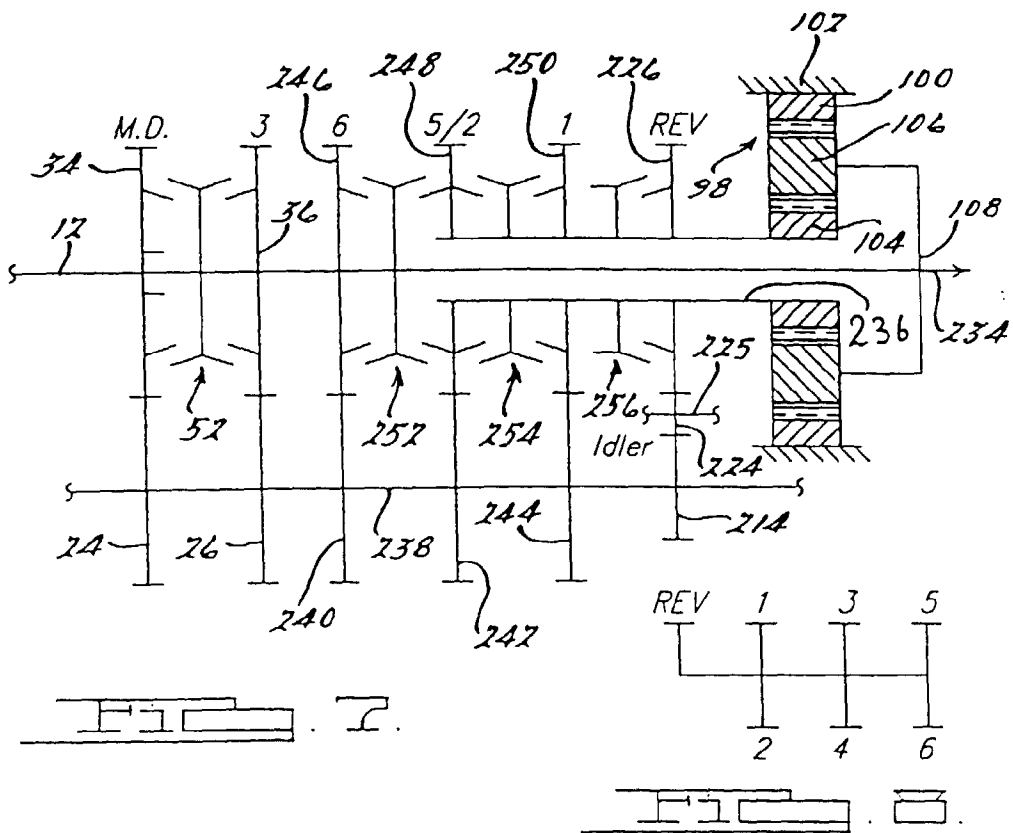 102
246 248 250 226 100
M.D. 3 6 5/2 1 REV 106
34
98
36 104 108
12
236 234
225
52 252 254 256
Idler 224
244 214
24 26 238
240 242
REV 1 3 5
2 4 6
Fig. 7.
Fig. 8.